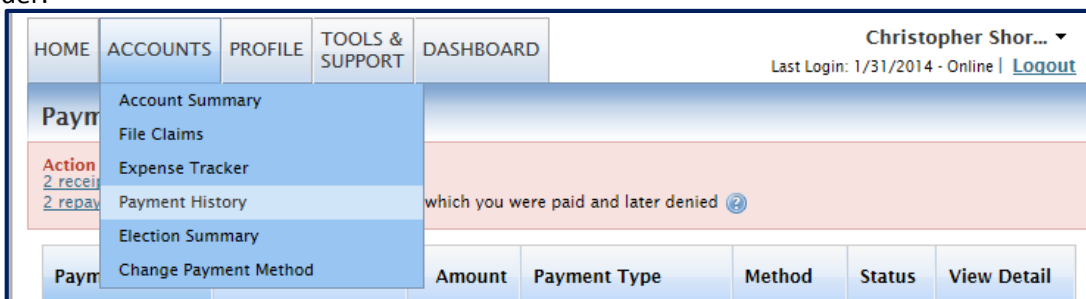 HOME ACCOUNTS PROFILE TOOLS & SUPPORT DASHBOARD
Christopher Shor...
Last Login: 1/31/2014 - Online | Logout
Account Summary
File Claims
Expense Tracker
Payment History
Election Summary
Change Payment Method
Paym
Action
2 recei
2 repay which you were paid and later denied
Paym Amount Payment Type Method Status View Detail